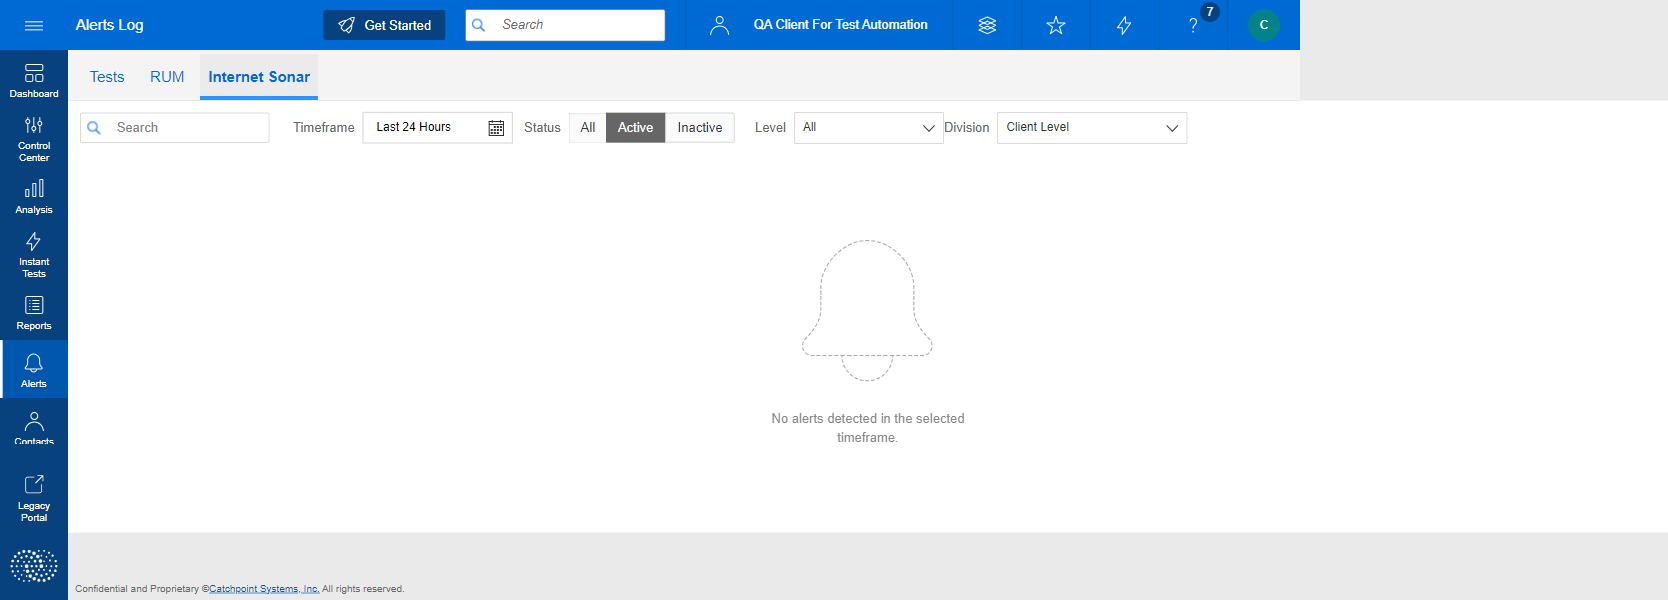 Alerts Log
Get Started
Search
QA Client For Test Automation
7
?
C
Dashboard
Control
Center
Analysis
Instant
Tests
Reports
Alerts
Contacts
Legacy
Portal
Tests RUM Internet Sonar
Search Timeframe Last 24 Hours Status All Active Inactive Level All Division Client Level
No alerts detected in the selected
timeframe.
Confidential and Proprietary ©Catchpoint Systems, Inc. All rights reserved.